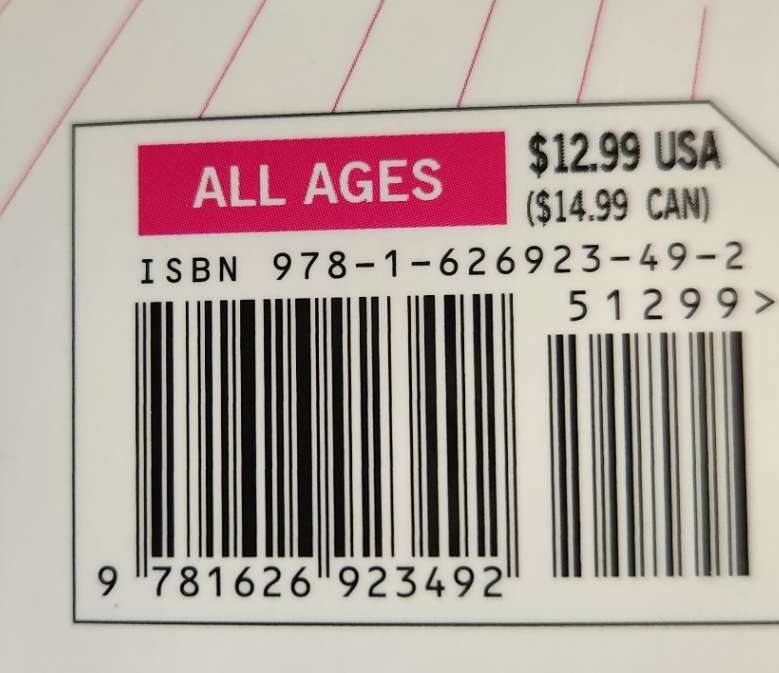 ALL AGES
$12.99 USA
($14.99 CAN)
ISBN 978-1-626923-49-2
51299>
9 781626 923492